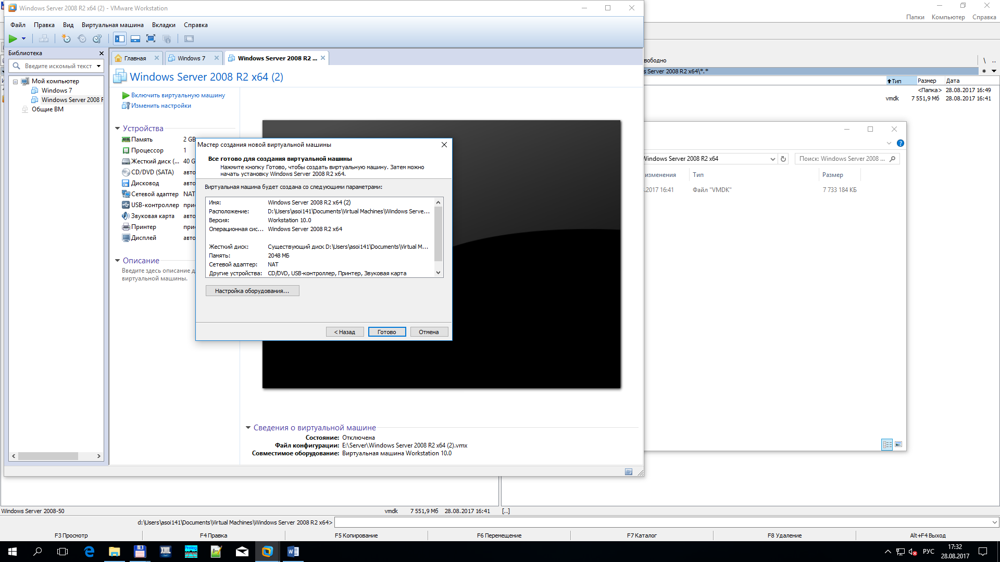 Windows Server 2008 R2 x64 (2) - VMware Workstation
Файл Правка Вид Виртуальная машина Вкладки Справка
Папки Компьютер Справка
Библиотека
Введите искомый текст
Мой компьютер
Windows 7
Windows Server 2008 R
Общие ВМ
Главная
Windows 7
Windows Server 2008 R2 ...
Windows Server 2008 R2 x64 (2)
Включить виртуальную машину
Изменить настройки
Устройства
Память 2 GB
Процессор 1
Жесткий диск (... 40 G
CD/DVD (SATA) авто
Дисковод авто
Сетевой адаптер NAT
USB-контроллер при
Звуковая карта авто
Принтер при
Дисплей авто
Описание
Введите здесь описание
виртуальной машины.
Мастер создания новой виртуальной машины
Все готово для создания виртуальной машины
Нажмите кнопку Готово, чтобы создать виртуальную машину. Затем можно
начать установку Windows Server 2008 R2 x64.
Виртуальная машина будет создана со следующими параметрами:
Имя: Windows Server 2008 R2 x64 (2)
Расположение: D:\Users\asoi141\Documents\Virtual Machines\Windows Serve...
Версия: Workstation 10.0
Операционная сис... Windows Server 2008 R2 x64
Жесткий диск: Существующий диск D:\Users\asoi141\Documents\Virtual M...
Память: 2048 МБ
Сетевой адаптер: NAT
Другие устройства: CD/DVD, USB-контроллер, Принтер, Звуковая карта
Настройка оборудования...
< Назад Готово Отмена
Сведения о виртуальной машине
Состояние: Отключена
Файл конфигурации: E:\Server\Windows Server 2008 R2 x64 (2).vmx
Совместимое оборудование: Виртуальная машина Workstation 10.0
вободно
\ ..
s Server 2008 R2 x64\*.* *
Тип Размер Дата
<Папка> 28.08.2017 16:49
vmdk 7 551,9 Мб 28.08.2017 16:41
Windows Server 2008 R2 x64
Поиск: Windows Server 2008 ...
изменения Тип Размер
.2017 16:41 Файл "VMDK" 7 733 184 КБ
Windows Server 2008-50 vmdk 7 551,9 Мб 28.08.2017 16:41 [..]
d:\Users\asoi141\Documents\Virtual Machines\Windows Server 2008 R2 x64>
F3 Просмотр F4 Правка F5 Копирование F6 Перемещение F7 Каталог F8 Удаление Alt+F4 Выход
XML
Prolog
РУС
17:32
28.08.2017